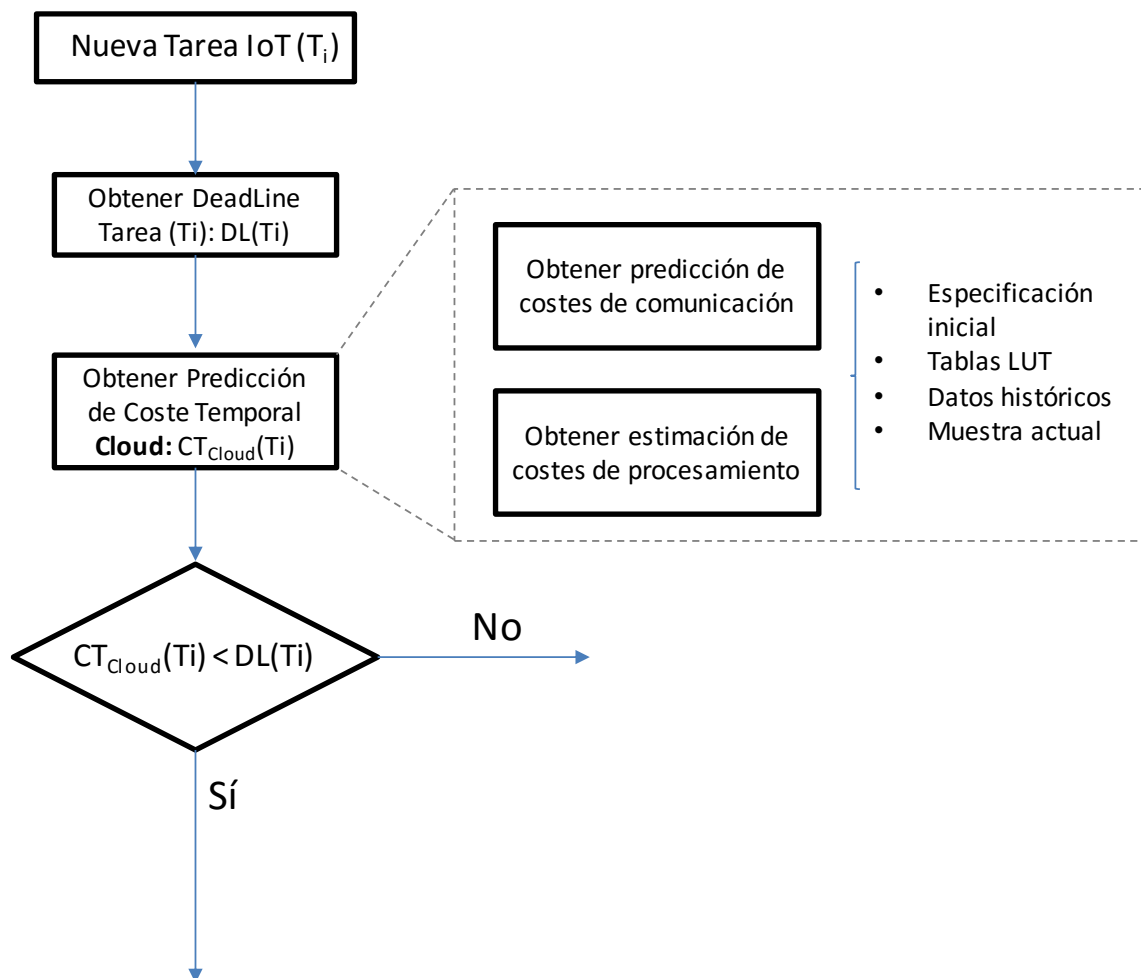 Nueva Tarea IoT (Ti)
Obtener DeadLine
Tarea (Ti): DL(Ti)
Obtener Predicción
de Coste Temporal
Cloud: CTCloud(Ti)
Obtener predicción de
costes de comunicación
Obtener estimación de
costes de procesamiento
• Especificación
inicial
• Tablas LUT
• Datos históricos
• Muestra actual
CTCloud(Ti) < DL(Ti)
No
Sí